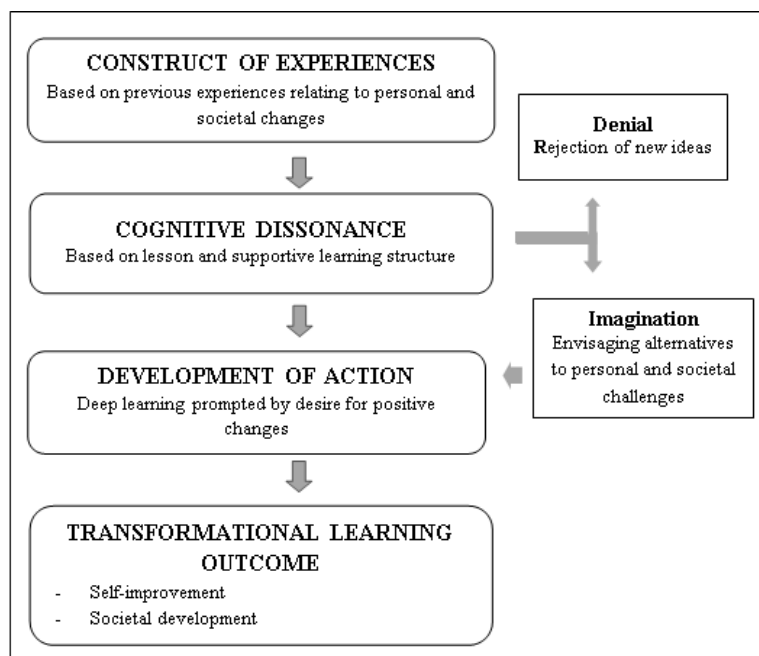 CONSTRUCT OF EXPERIENCES
Based on previous experiences relating to personal and
societal changes
Denial
Rejection of new ideas
COGNITIVE DISSONANCE
Based on lesson and supportive learning structure
Imagination
Envisaging alternatives
to personal and societal
challenges
DEVELOPMENT OF ACTION
Deep learning prompted by desire for positive
changes
TRANSFORMATIONAL LEARNING
OUTCOME
- Self-improvement
- Societal development